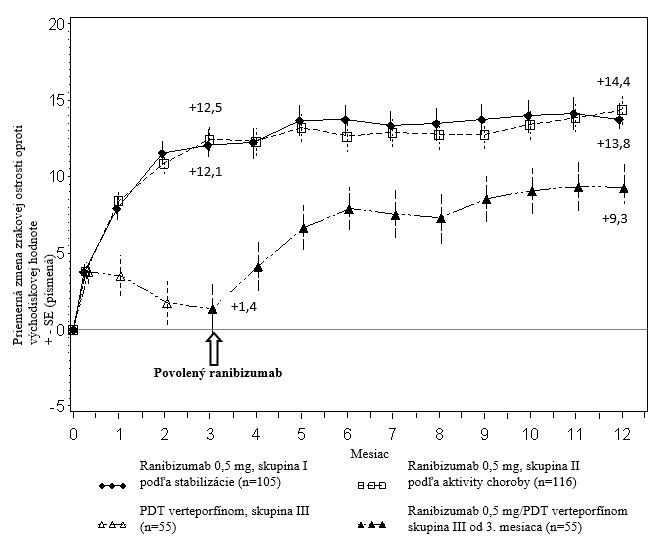 Priemerná zmena zrakovej ostrosti oproti
východiskovej hodnote
+ - SE (písmená)
20
15
10
5
0
-5
+12,5
+12,1
+1,4
+14,4
+13,8
+9,3
Povolený ranibizumab
0 1 2 3 4 5 6 7 8 9 10 11 12
Mesiac
Ranibizumab 0,5 mg, skupina I
podľa stabilizácie (n=105)
Ranibizumab 0,5 mg, skupina II
podľa aktivity choroby (n=116)
PDT verteporfínom, skupina III
(n=55)
Ranibizumab 0,5 mg/PDT verteporfínom
skupina III od 3. mesiaca (n=55)